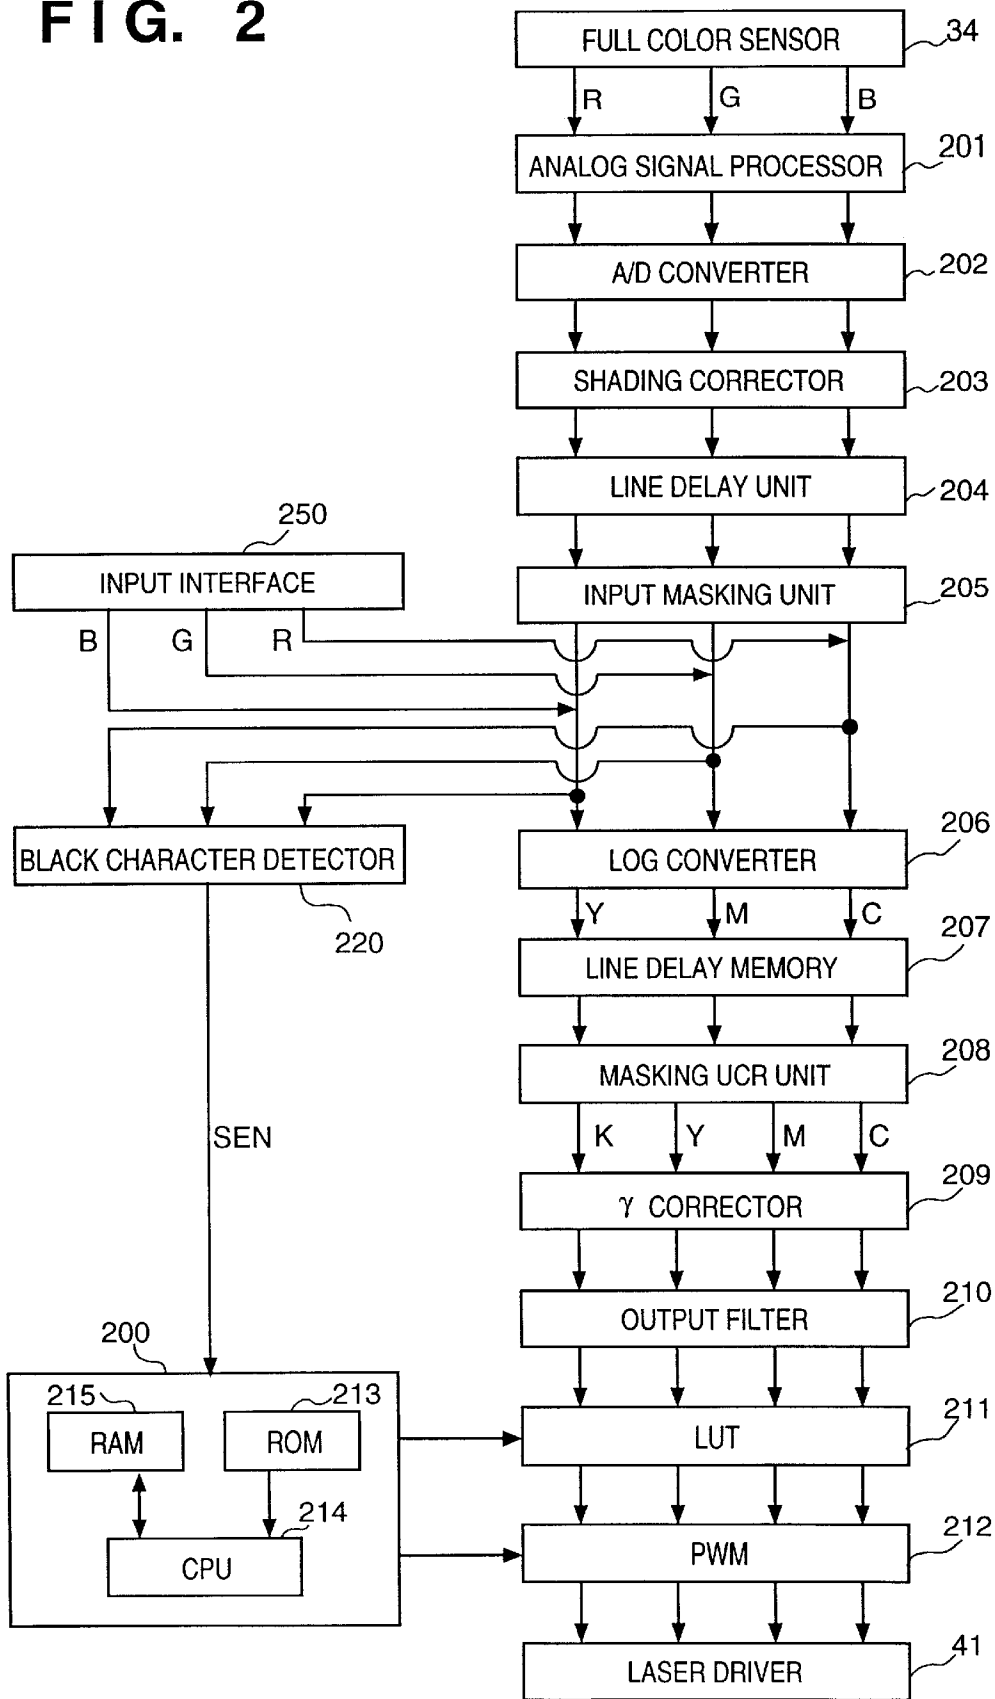 FIG. 2
FULL COLOR SENSOR
34
R G B
ANALOG SIGNAL PROCESSOR
201
A/D CONVERTER
202
SHADING CORRECTOR
203
LINE DELAY UNIT
204
250
INPUT INTERFACE
INPUT MASKING UNIT
205
B G R
206
BLACK CHARACTER DETECTOR
LOG CONVERTER
220
Y M C
207
LINE DELAY MEMORY
208
MASKING UCR UNIT
SEN
K Y M C
209
γ CORRECTOR
210
OUTPUT FILTER
200
215
213
RAM
ROM
211
LUT
214
CPU
212
PWM
41
LASER DRIVER